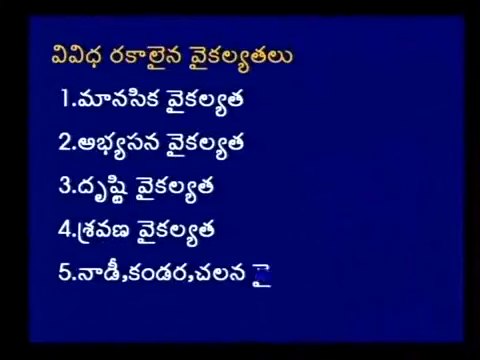 వివిధ రకాలైన వైకల్యతలు
1.మానసిక వైకల్యత
2.అభ్యసన వైకల్యత
3.దృష్ఠి వైకల్యత
4.శ్రవణ వైకల్యత
5.నాడీ,కండర,చలన వై